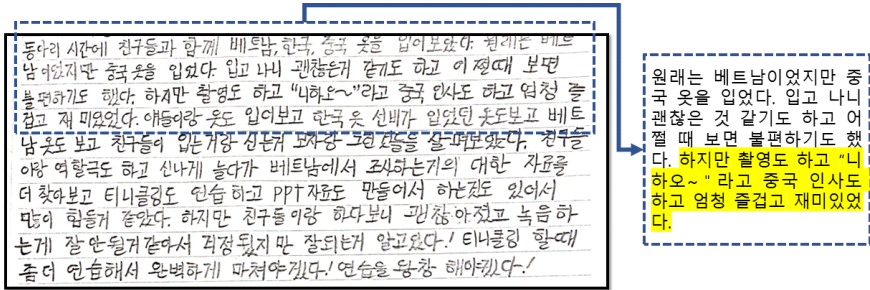 동아리 시간에 친구들과 함께 베트남, 한국, 중국 옷을 입어보았다. 원래는 베트
남이었지만 중국 옷을 입었다. 입고 나니 괜찮은거 같기도 하고 어쩔때 보면
불편하기도 했다. 하지만 촬영도 하고 "니하오~"라고 중국 인사도 하고 엄청 즐
겁고 재미있었다. 얘들이랑 옷도 입어보고 한국 옷 선비가 입었던 옷도보고 베트
남 옷도 보고 친구들이 입는거랑 신는거 모자랑 그런것들을 살펴보았다. 친구들
이랑 역할극도 하고 신나게 놀다가 베트남에서 조사하는거의 대한 자료를
더 찾아보고 티니클링도 연습 하고 PPT자료도 만들어서 하는것도 있어서
많이 힘들거 같았다. 하지만 친구들이랑 하다보니 괜찮아졌고 녹음하
는게 잘 안될거같아서 걱정됬지만 잘되는거 알고있다! 티니클링 할때
좀더 연습해서 완벽하게 마쳐야겠다! 연습을 왕창 해야겠다!
원래는 베트남이었지만 중
국 옷을 입었다. 입고 나니
괜찮은 것 같기도 하고 어
쩔 때 보면 불편하기도 했
다. 하지만 촬영도 하고 "니
하오~ "라고 중국 인사도
하고 엄청 즐겁고 재미있었
다.